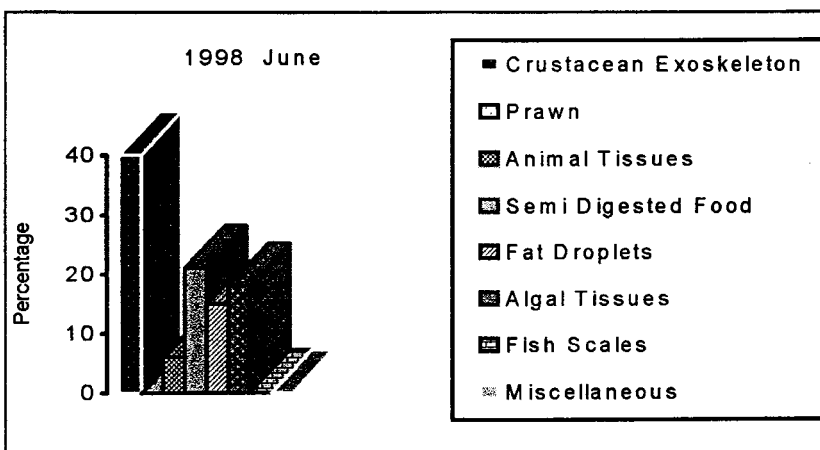 1998 June
40
30
20
10
0
Percentage
Crustacean Exoskeleton
Prawn
Animal Tissues
Semi Digested Food
Fat Droplets
Algal Tissues
Fish Scales
Miscellaneous